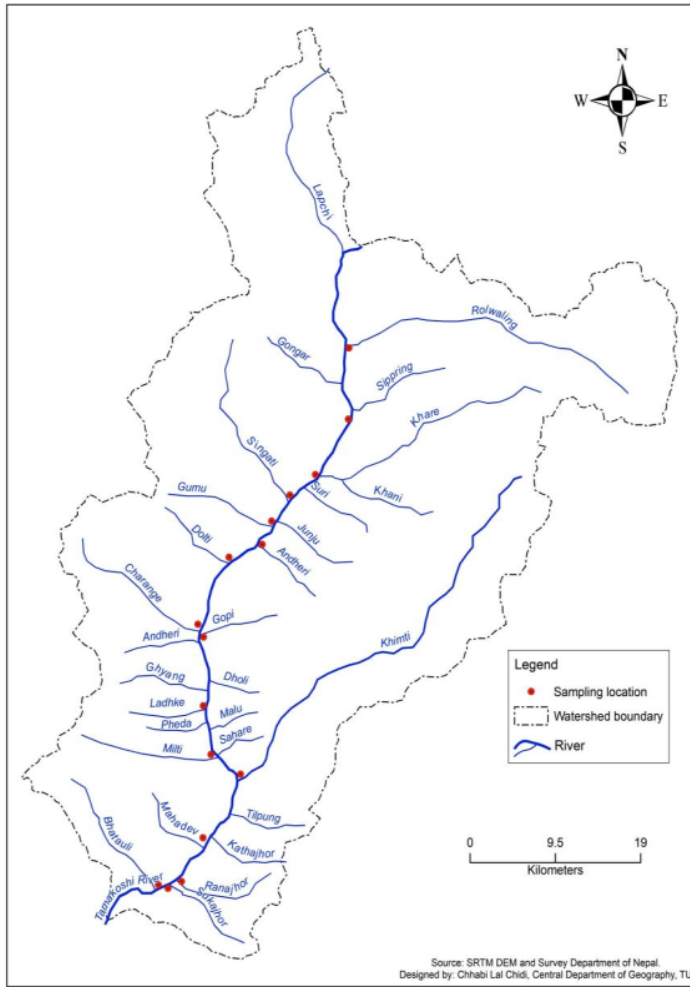 N
W E
S
Lapchi
Rolwaling
Gongar
Sippring
Khare
Singati
Khani
Suri
Gumu
Junju
Dolti
Andheri
Charange
Gopi
Andheri
Khimti
Ghyang
Dholi
Ladhke
Malu
Pheda
Sahare
Milti
Tilpung
Mahadev
Bhatauli
Kathajhor
Ranajhor
Sukajhor
Tamakoshi River
Legend
Sampling location
Watershed boundary
River
0 9.5 19
Kilometers
Source: SRTM DEM and Survey Department of Nepal.
Designed by: Chhabi Lal Chidi, Central Department of Geography, TU